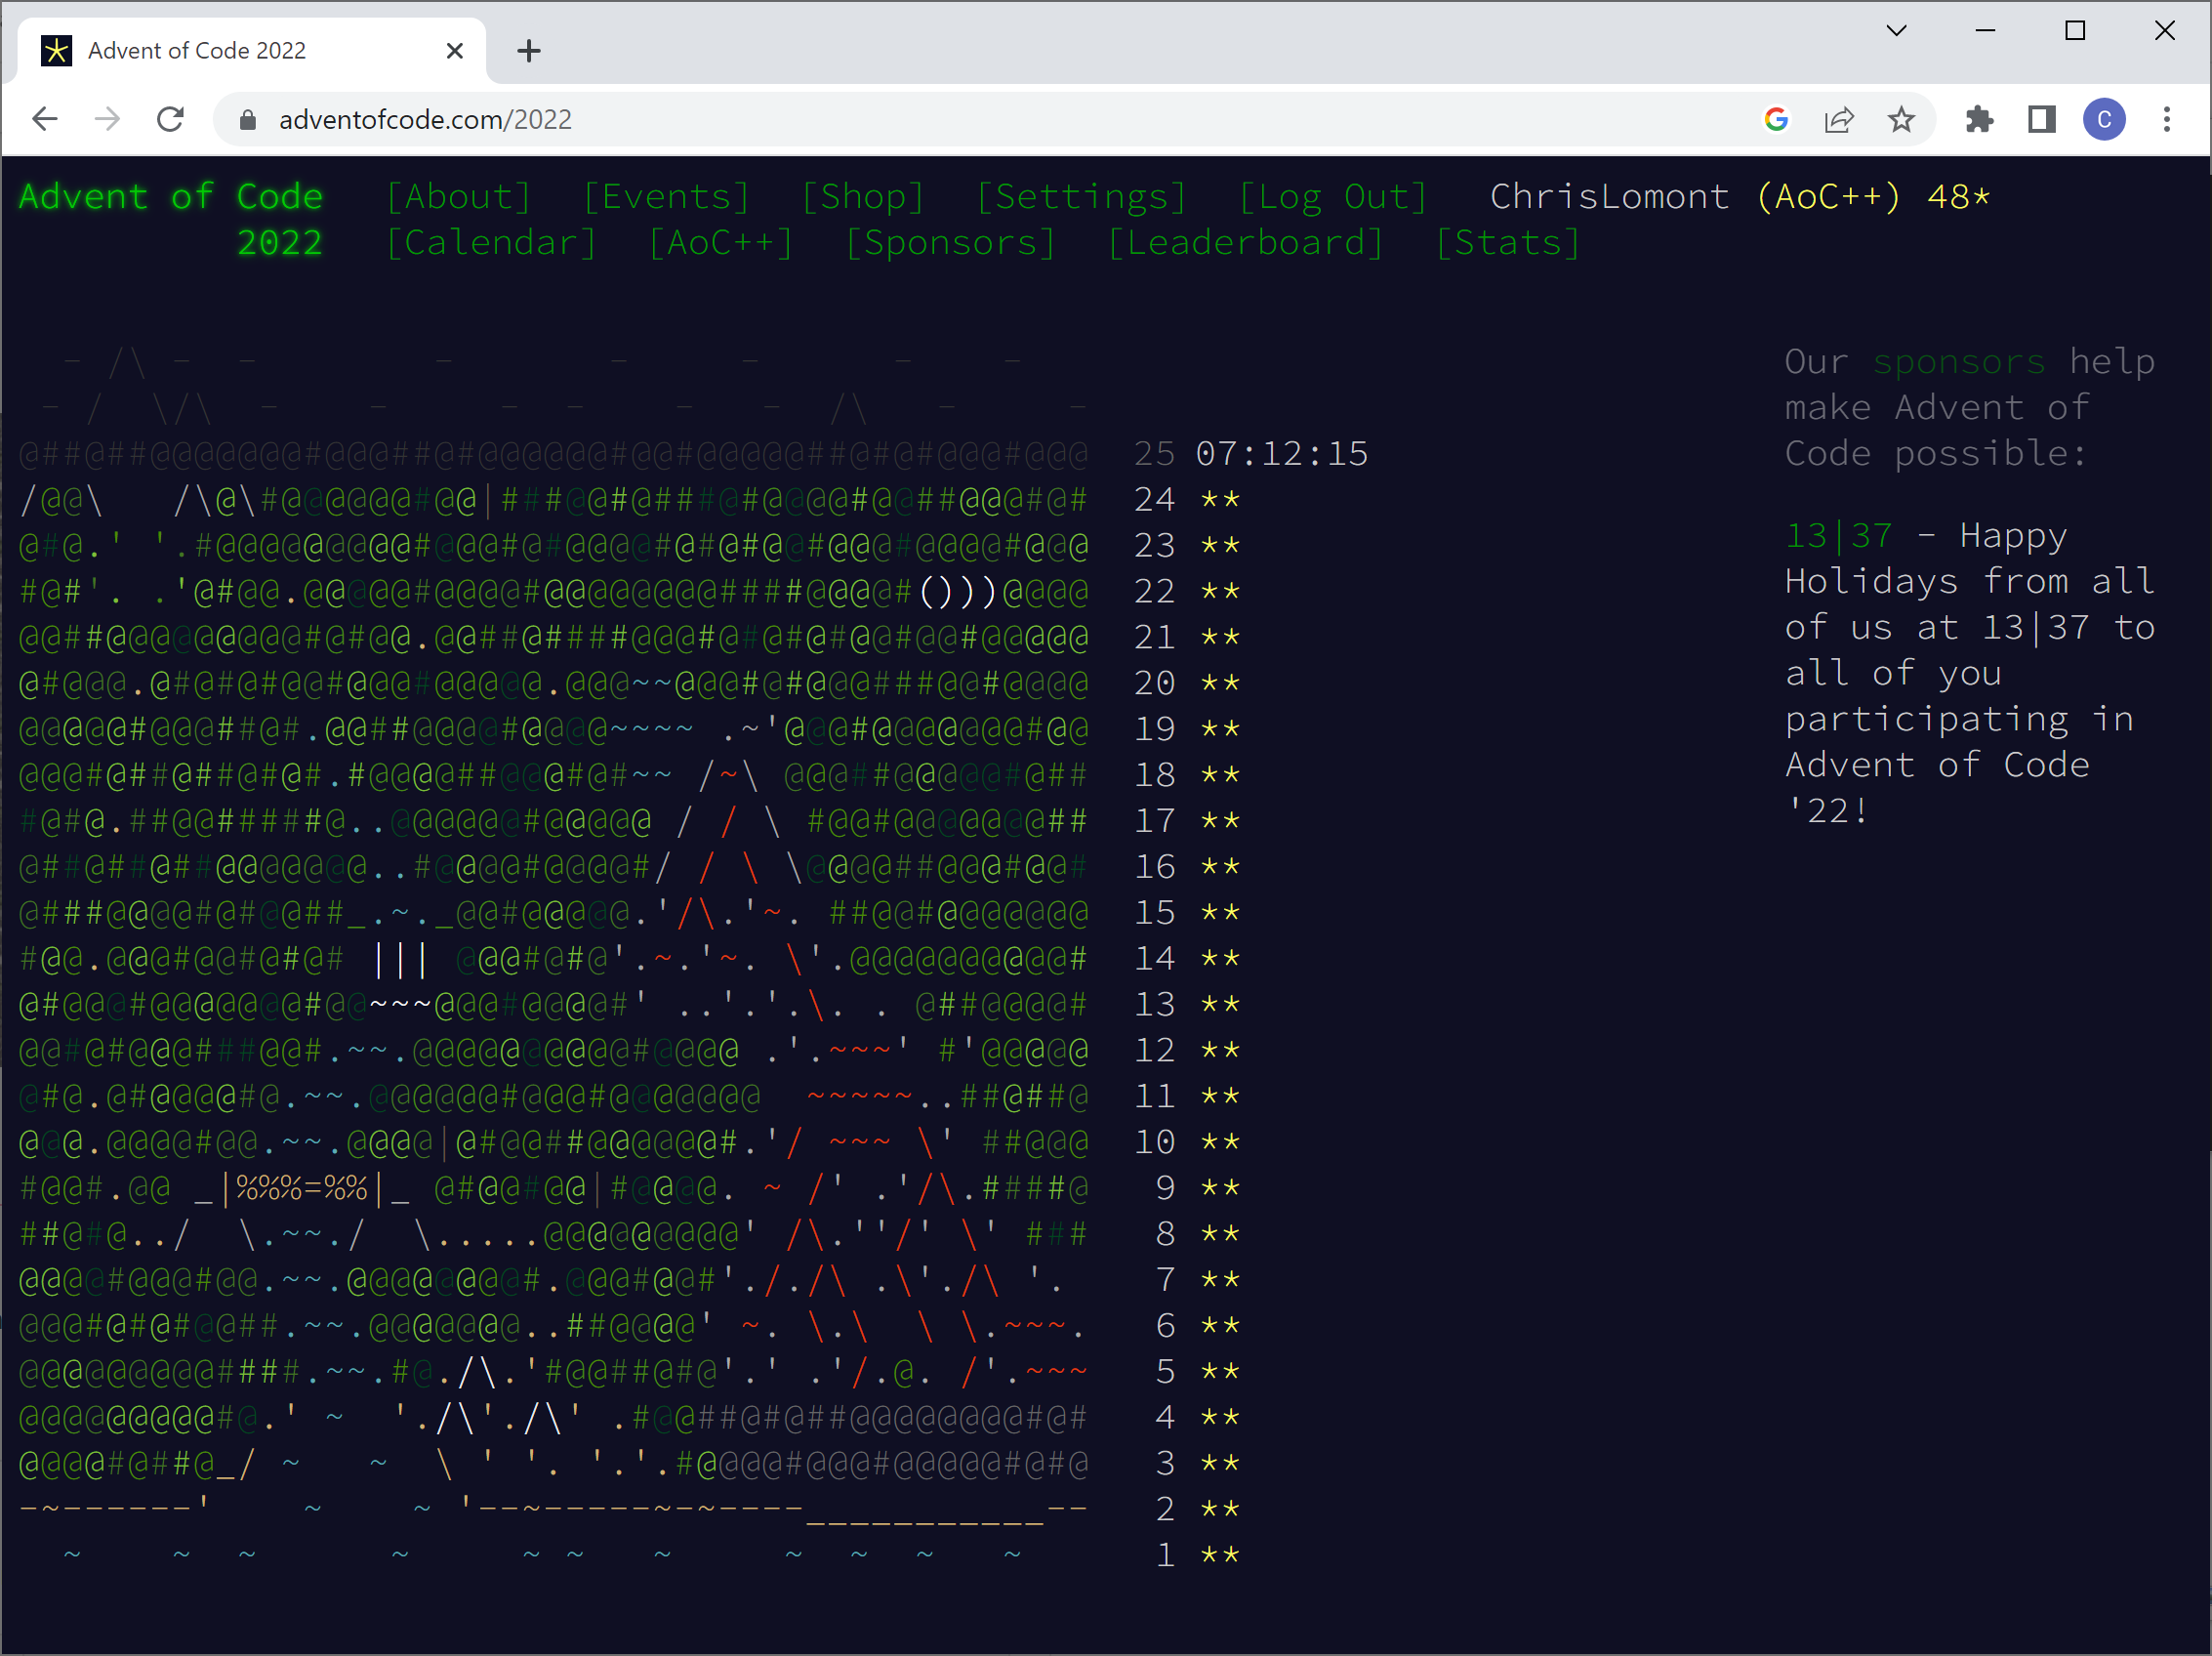 Advent of Code 2022
adventofcode.com/2022
C
Advent of Code [About] [Events] [Shop] [Settings] [Log Out] ChrisLomont (AoC++) 48*
2022 [Calendar] [AoC++] [Sponsors] [Leaderboard] [Stats]
25 07:12:15
24 **
23 **
22 **
21 **
20 **
19 **
18 **
17 **
16 **
15 **
14 **
13 **
12 **
11 **
10 **
9 **
8 **
7 **
6 **
5 **
4 **
3 **
2 **
1 **
Our sponsors help
make Advent of
Code possible:
13|37 - Happy
Holidays from all
of us at 13|37 to
all of you
participating in
Advent of Code
'22!